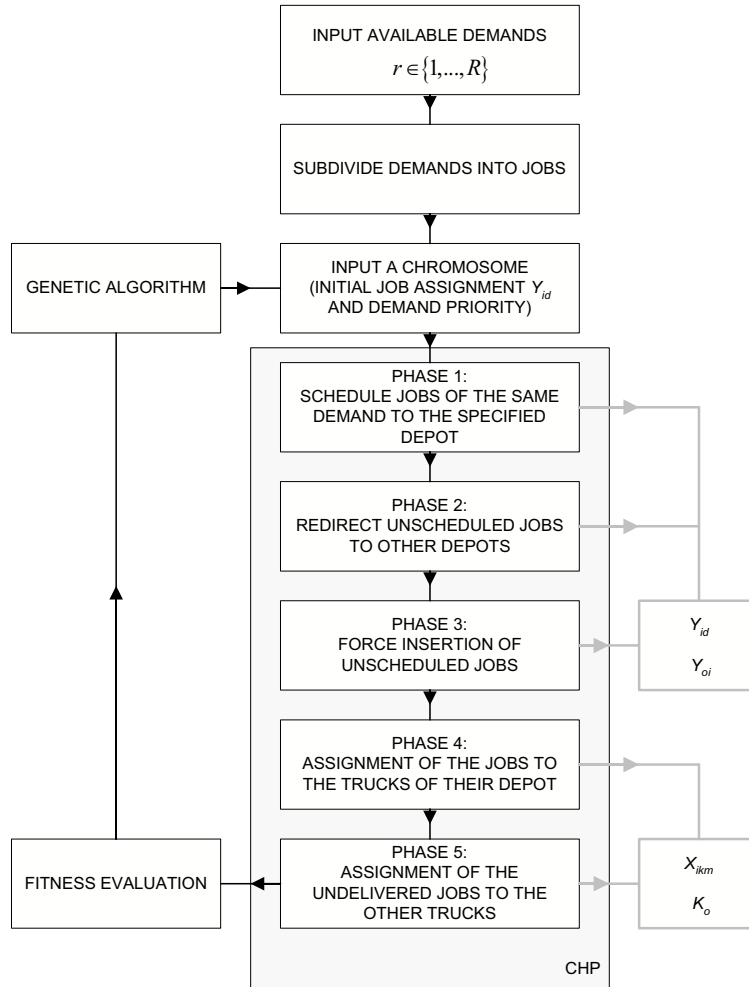 INPUT AVAILABLE DEMANDS
r ∈ {1,..., R}
SUBDIVIDE DEMANDS INTO JOBS
GENETIC ALGORITHM
INPUT A CHROMOSOME
(INITIAL JOB ASSIGNMENT Y_id
AND DEMAND PRIORITY)
PHASE 1:
SCHEDULE JOBS OF THE SAME
DEMAND TO THE SPECIFIED
DEPOT
PHASE 2:
REDIRECT UNSCHEDULED JOBS
TO OTHER DEPOTS
PHASE 3:
FORCE INSERTION OF
UNSCHEDULED JOBS
Y_id
Y_oi
PHASE 4:
ASSIGNMENT OF THE JOBS TO
THE TRUCKS OF THEIR DEPOT
FITNESS EVALUATION
PHASE 5:
ASSIGNMENT OF THE
UNDELIVERED JOBS TO THE
OTHER TRUCKS
X_ikm
K_o
CHP